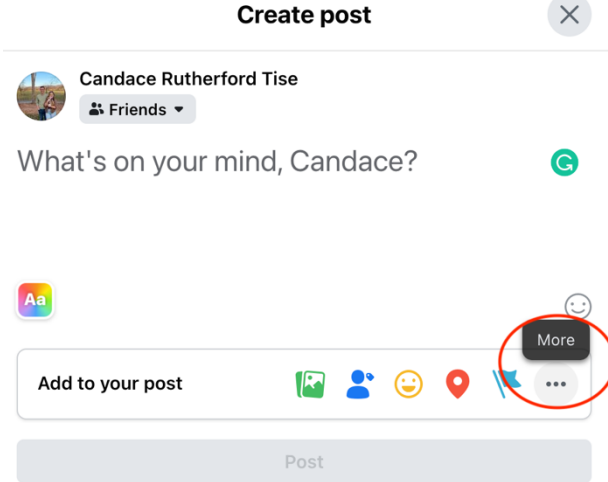 Create post
Candace Rutherford Tise
Friends
What's on your mind, Candace?
G
Aa
More
Add to your post
Post